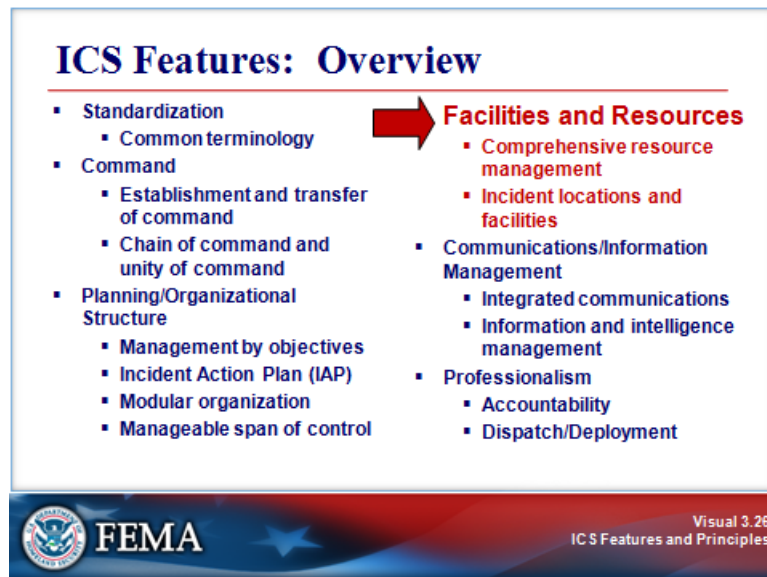 ICS Features: Overview
▪ Standardization
▪ Common terminology
▪ Command
▪ Establishment and transfer
of command
▪ Chain of command and
unity of command
▪ Planning/Organizational
Structure
▪ Management by objectives
▪ Incident Action Plan (IAP)
▪ Modular organization
▪ Manageable span of control
Facilities and Resources
▪ Comprehensive resource
management
▪ Incident locations and
facilities
▪ Communications/Information
Management
▪ Integrated communications
▪ Information and intelligence
management
▪ Professionalism
▪ Accountability
▪ Dispatch/Deployment
FEMA
Visual 3.26
ICS Features and Principles